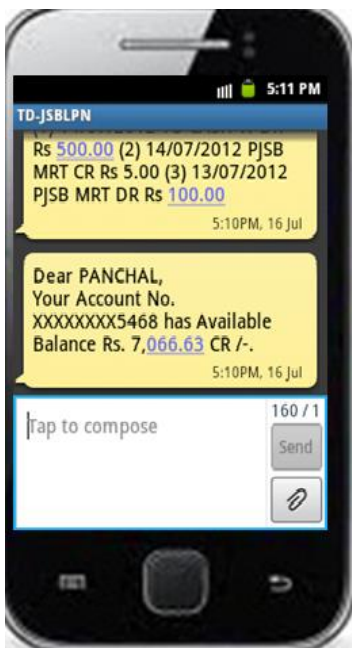 5:11 PM
TD-JSBLPN
Rs 500.00 (2) 14/07/2012 PJSB
MRT CR Rs 5.00 (3) 13/07/2012
PJSB MRT DR Rs 100.00
5:10PM, 16 Jul
Dear PANCHAL,
Your Account No.
XXXXXXXX5468 has Available
Balance Rs. 7,066.63 CR /-.
5:10PM, 16 Jul
160 / 1
Tap to compose
Send